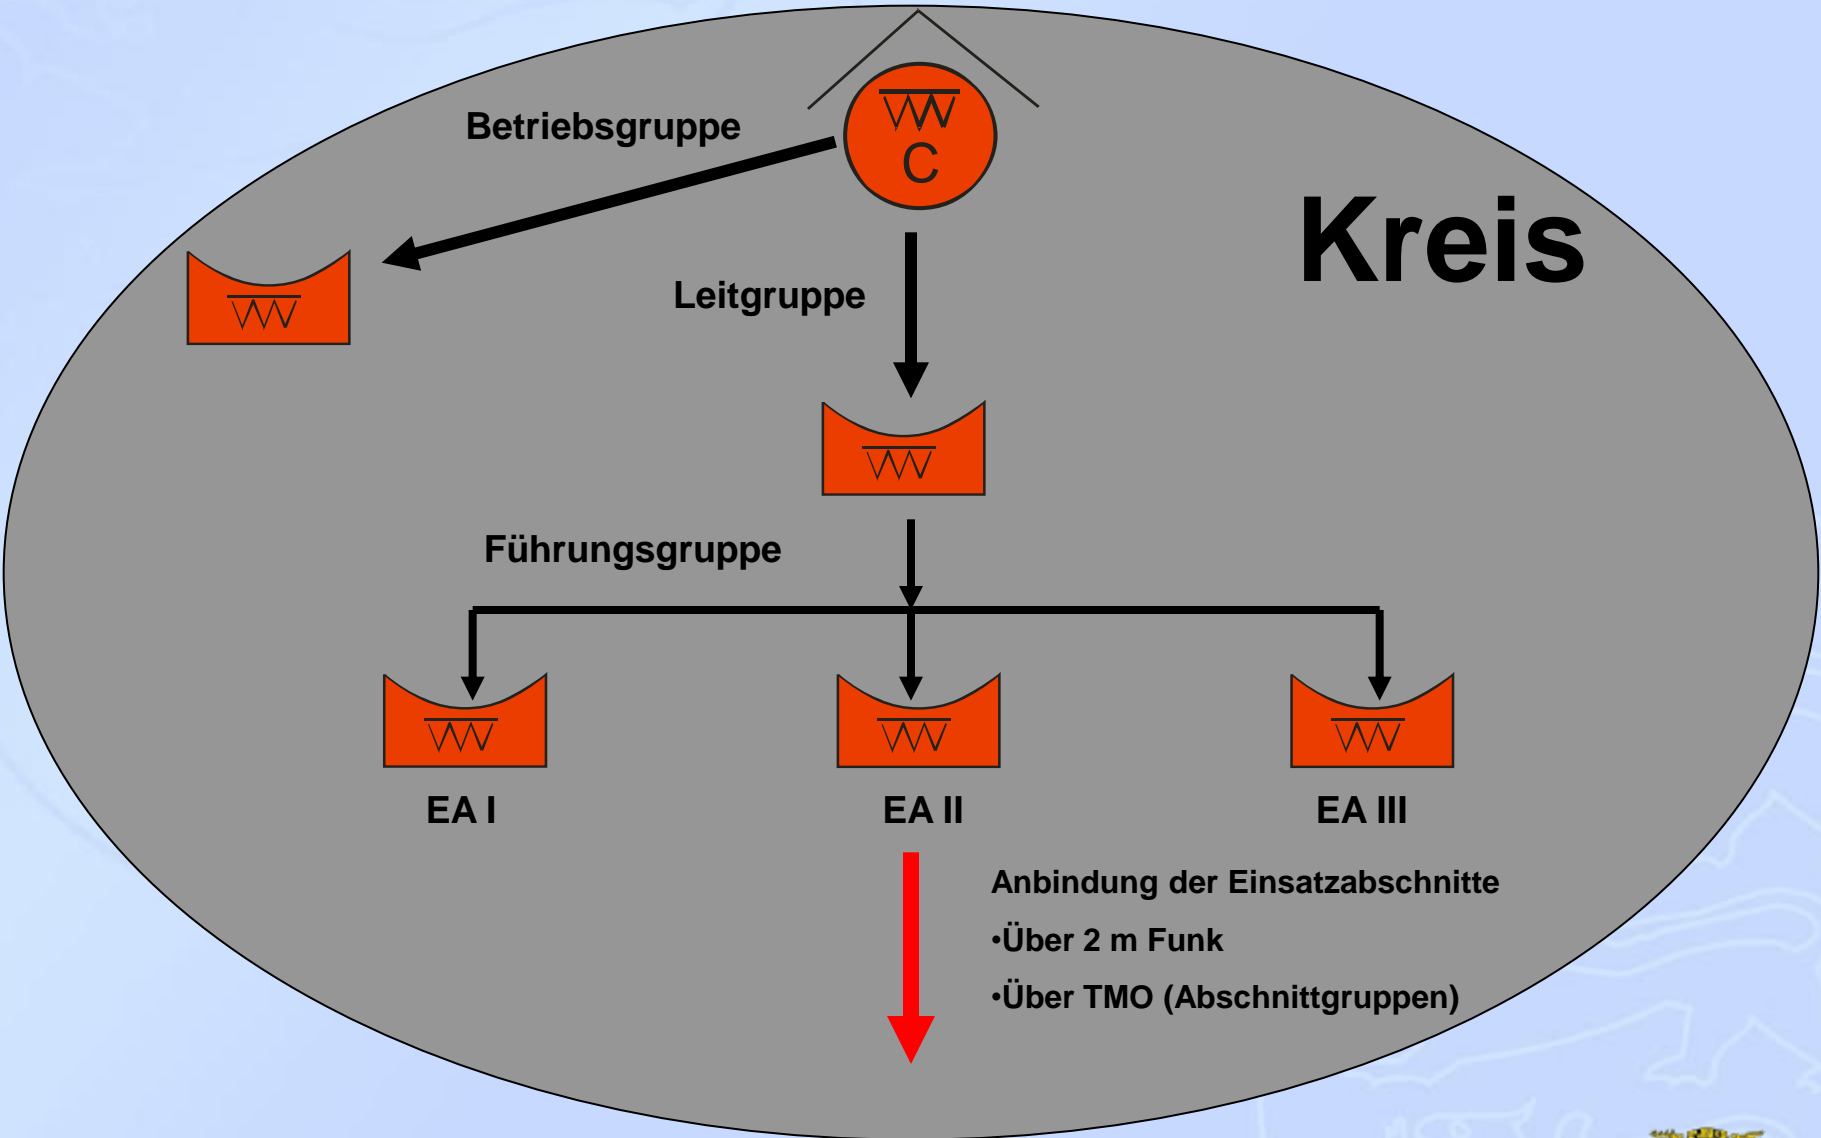 C
Betriebsgruppe
Kreis
Leitgruppe
Führungsgruppe
EA I
EA II
EA III
Anbindung der Einsatzabschnitte
•Über 2 m Funk
•Über TMO (Abschnittgruppen)